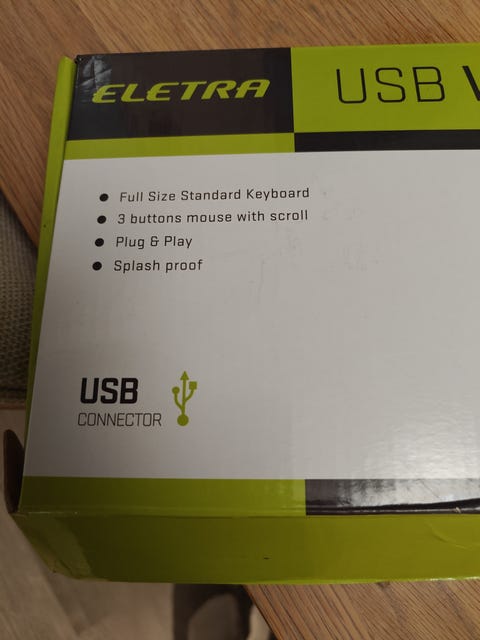 ELETRA
USB
Full Size Standard Keyboard
3 buttons mouse with scroll
Plug & Play
Splash proof
USB
CONNECTOR